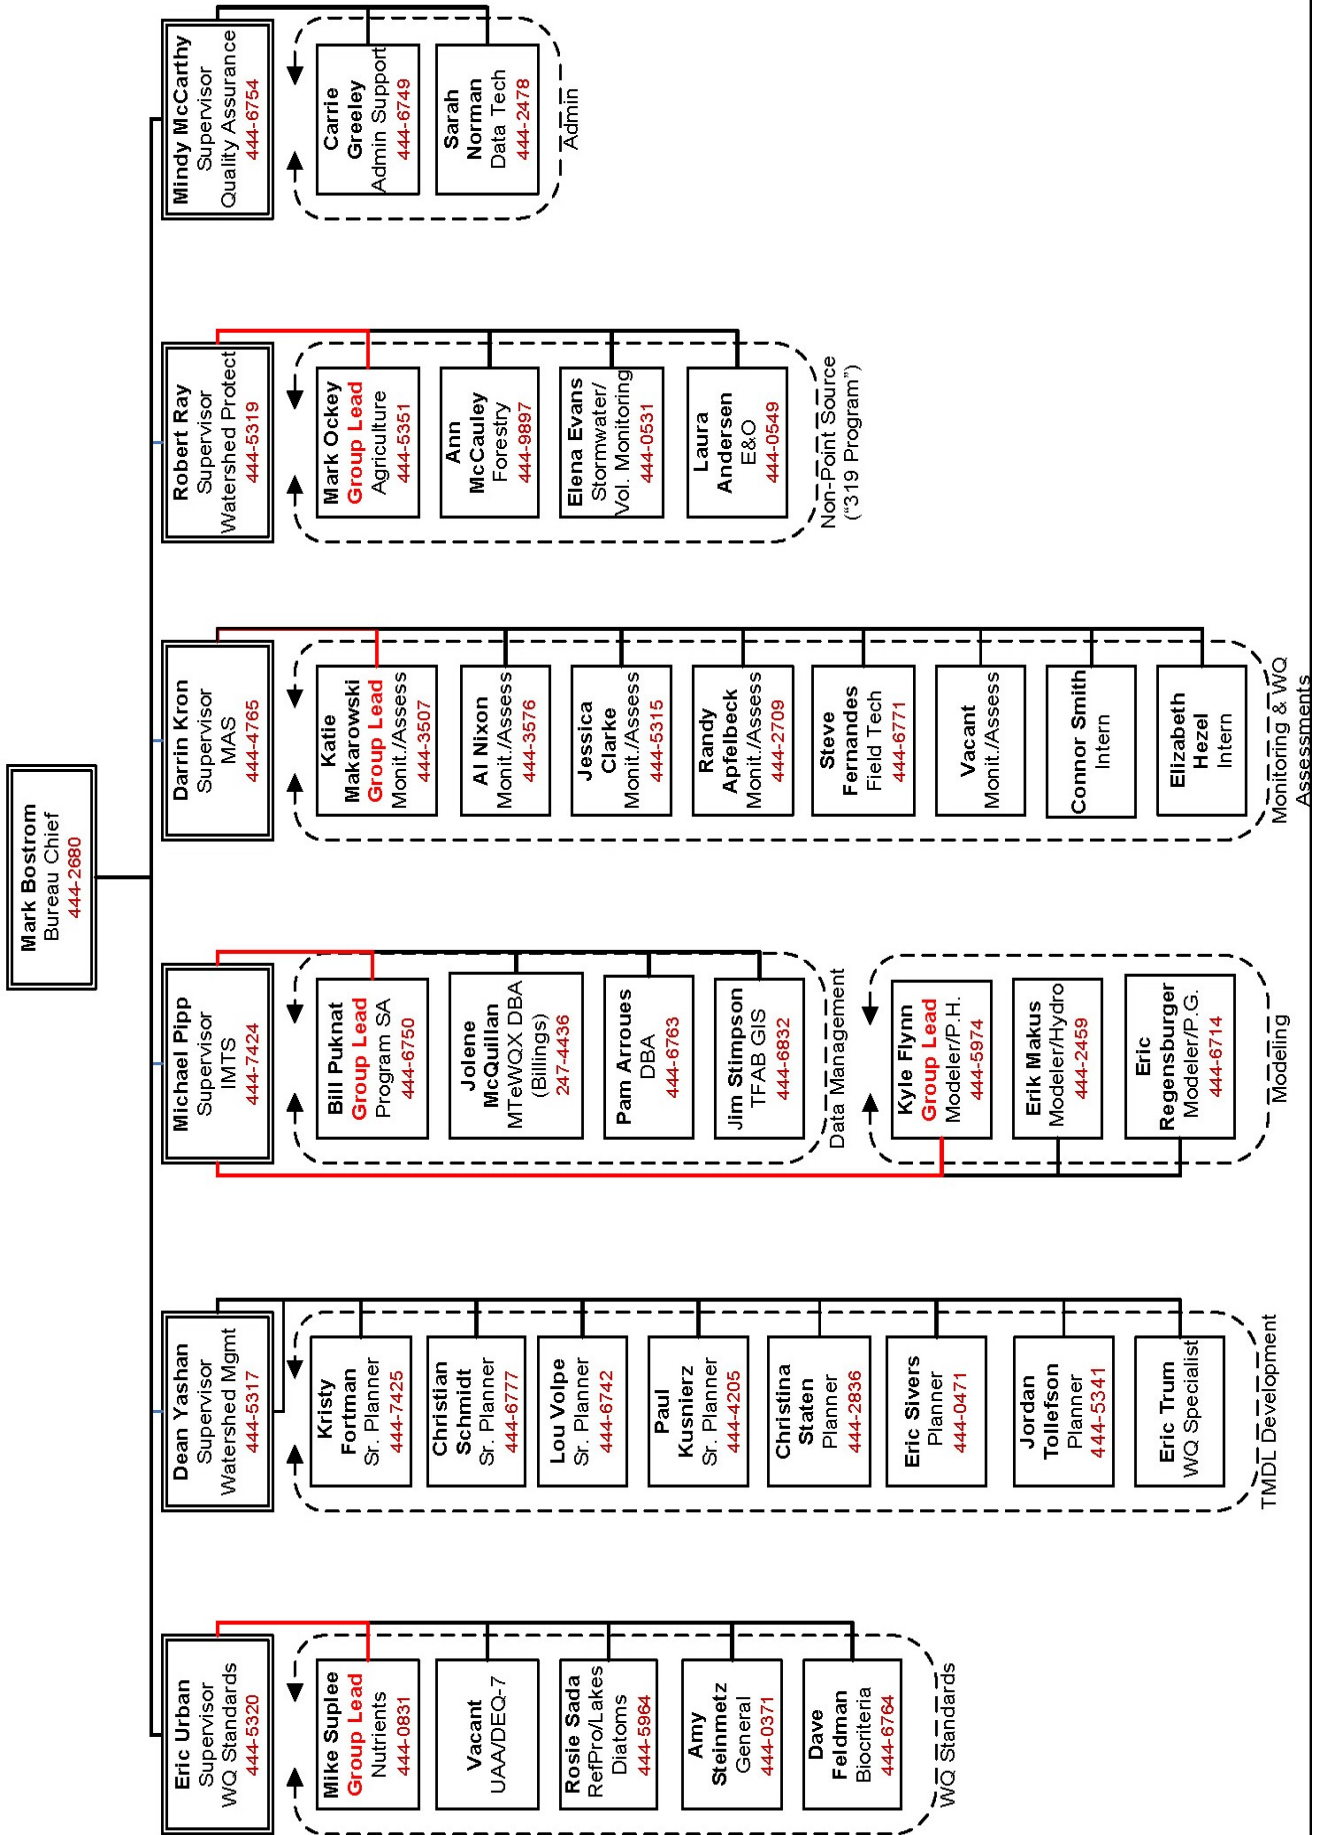 Mark Bostrom
Bureau Chief
444-2680
Eric Urban
Supervisor
WQ Standards
444-5320
Mike Suplee
Group Lead
Nutrients
444-0831
Vacant
UAA/DEQ-7
Rosie Sada
RefPro/Lakes
Diatoms
444-5964
Amy
Steinmetz
General
444-0371
Dave
Feldman
Biocriteria
444-6764
WQ Standards
Dean Yashan
Supervisor
Watershed Mgmt
444-5317
Kristy
Fortman
Sr. Planner
444-7425
Christian
Schmidt
Sr. Planner
444-6777
Lou Volpe
Sr. Planner
444-6742
Paul
Kusnierz
Sr. Planner
444-4205
Christina
Staten
Planner
444-2836
Eric Sivers
Planner
444-0471
Jordan
Tollefson
Planner
444-5341
Eric Trum
WQ Specialist
TMDL Development
Michael Pipp
Supervisor
IMTS
444-7424
Bill Puknat
Group Lead
Program SA
444-6750
Jolene
McQuillan
MTeWQX DBA
(Billings)
247-4436
Pam Arroues
DBA
444-6763
Jim Stimpson
TFAB GIS
444-6832
Data Management
Kyle Flynn
Group Lead
Modeler/P.H.
444-5974
Erik Makus
Modeler/Hydro
444-2459
Eric
Regensburger
Modeler/P.G.
444-6714
Modeling
Darrin Kron
Supervisor
MAS
444-4765
Katie
Makarowski
Group Lead
Monit./Assess
444-3507
Al Nixon
Monit./Assess
444-3576
Jessica
Clarke
Monit./Assess
444-5315
Randy
Apfelbeck
Monit./Assess
444-2709
Steve
Fernandes
Field Tech
444-6771
Vacant
Monit./Assess
Connor Smith
Intern
Elizabeth
Hezel
Intern
Monitoring & WQ
Assessments
Robert Ray
Supervisor
Watershed Protect
444-5319
Mark Ockey
Group Lead
Agriculture
444-5351
Ann
McCauley
Forestry
444-9897
Elena Evans
Stormwater/
Vol. Monitoring
444-0531
Laura
Andersen
E&O
444-0549
Non-Point Source
("319 Program")
Mindy McCarthy
Supervisor
Quality Assurance
444-6754
Carrie
Greeley
Admin Support
444-6749
Sarah
Norman
Data Tech
444-2478
Admin